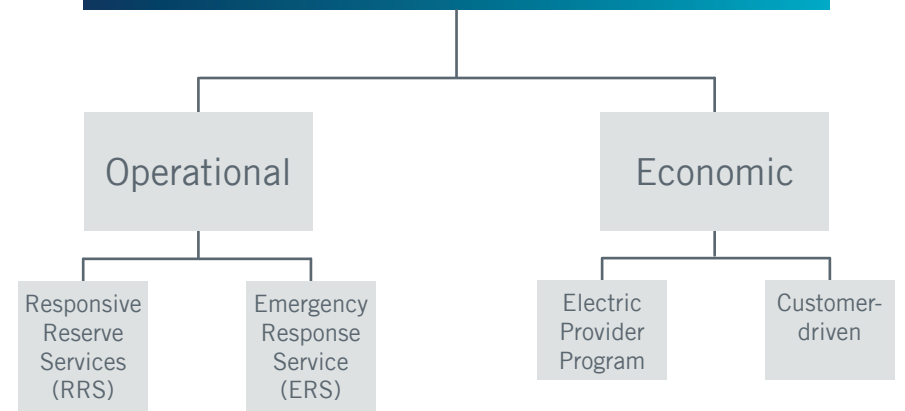 Operational
Economic
Responsive
Reserve
Services
(RRS)
Emergency
Response
Service
(ERS)
Electric
Provider
Program
Customer-
driven